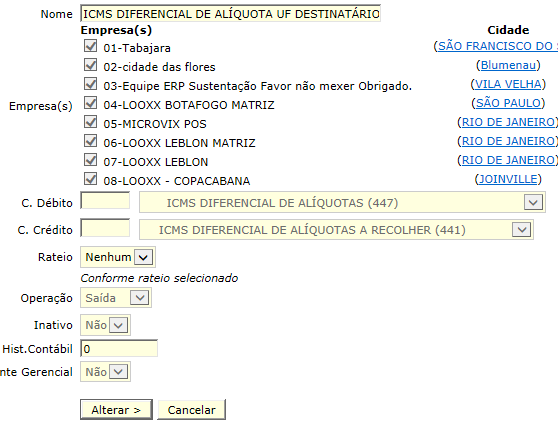 Nome ICMS DIFERENCIAL DE ALÍQUOTA UF DESTINATÁRIO
Empresa(s) Cidade
Empresa(s)
01-Tabajara (SÃO FRANCISCO DO
02-cidade das flores (Blumenau)
03-Equipe ERP Sustentação Favor não mexer Obrigado. (VILA VELHA)
04-LOOXX BOTAFOGO MATRIZ (SÃO PAULO)
05-MICROVIX POS (RIO DE JANEIRO)
06-LOOXX LEBLON MATRIZ (RIO DE JANEIRO)
07-LOOXX LEBLON (RIO DE JANEIRO)
08-LOOXX - COPACABANA (JOINVILLE)
C. Débito ICMS DIFERENCIAL DE ALÍQUOTAS (447)
C. Crédito ICMS DIFERENCIAL DE ALÍQUOTAS A RECOLHER (441)
Rateio Nenhum
Conforme rateio selecionado
Operação Saída
Inativo Não
Hist.Contábil 0
nte Gerencial Não
Alterar > Cancelar